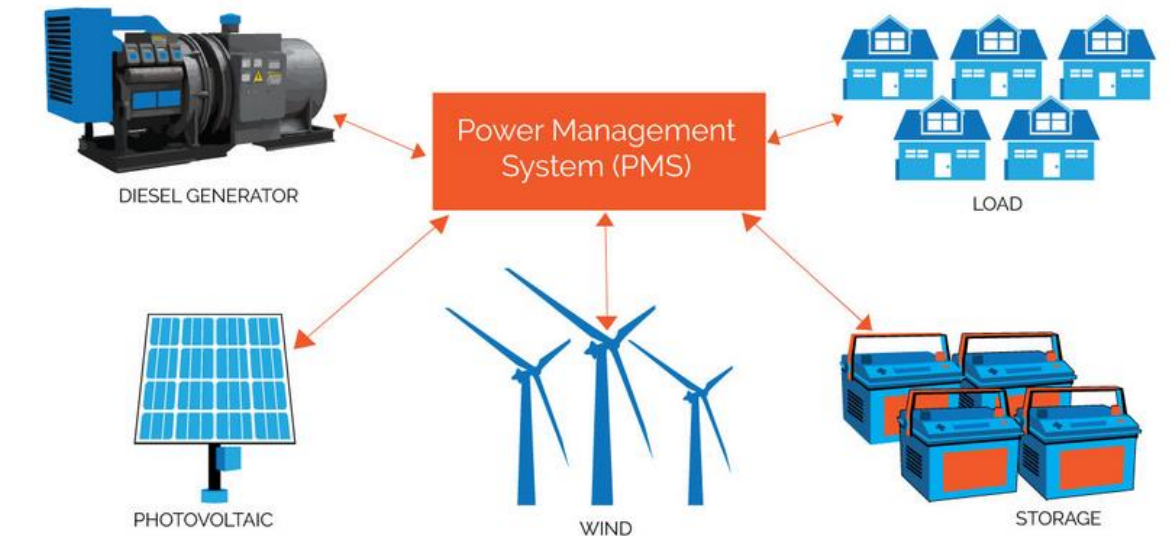 Power Management
System (PMS)
DIESEL GENERATOR
LOAD
PHOTOVOLTAIC
WIND
STORAGE